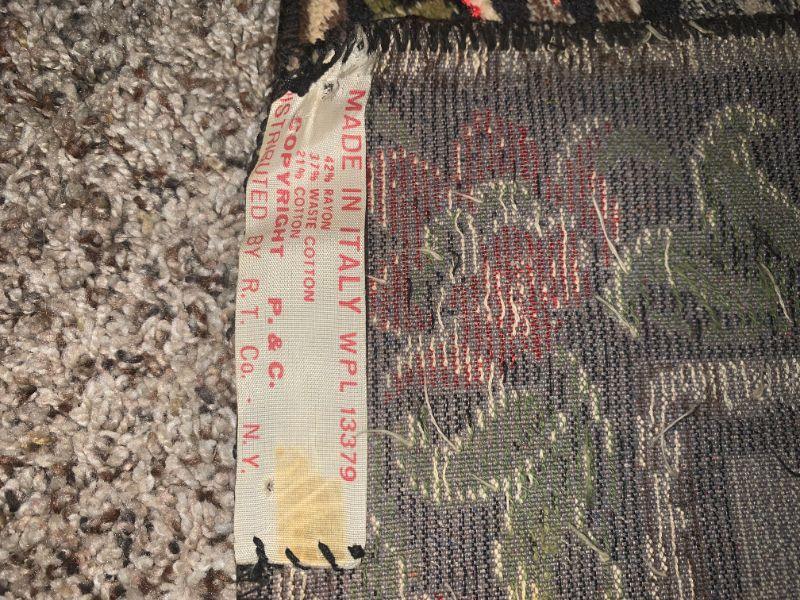 MADE IN ITALY WPL 13379
42% RAYON
37% WASTE COTTON
21% COTTON
COPYRIGHT P. & C.
ISTRIBUTED BY R.T. Co. - N.Y.